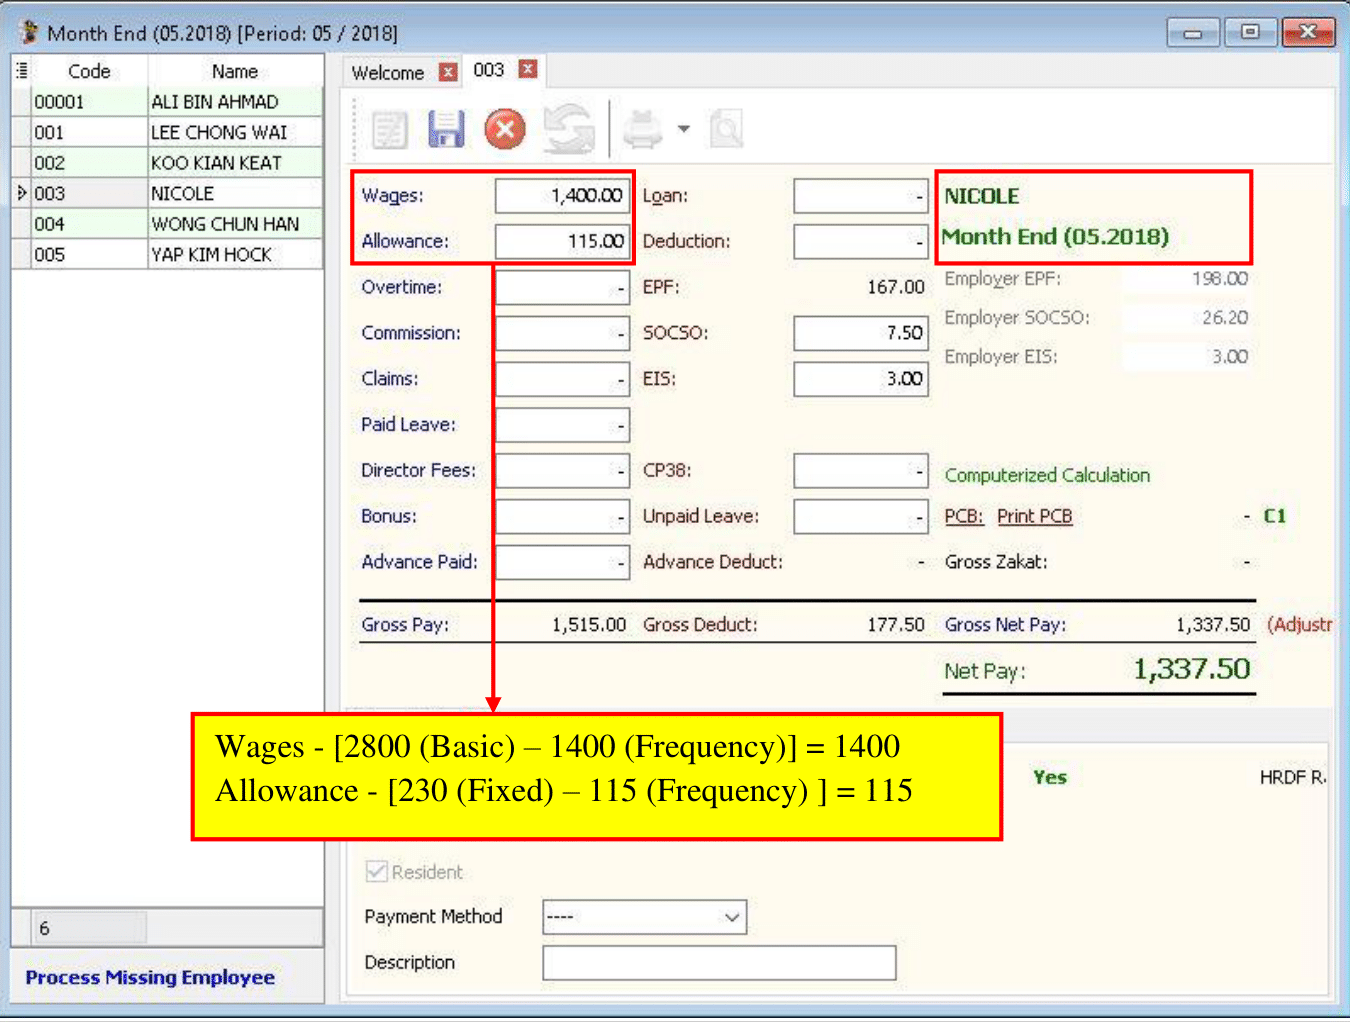 Month End (05.2018) [Period: 05 / 2018]
Code Name
00001 ALI BIN AHMAD
001 LEE CHONG WAI
002 KOO KIAN KEAT
003 NICOLE
004 WONG CHUN HAN
005 YAP KIM HOCK
6
Process Missing Employee
Welcome 003
Wages: 1,400.00 Loan: - NICOLE
Allowance: 115.00 Deduction: - Month End (05.2018)
Overtime: - EPF: 167.00 Employer EPF: 198.00
Commission: - SOCSO: 7.50 Employer SOCSO: 26.20
Claims: - EIS: 3.00 Employer EIS: 3.00
Paid Leave: -
Director Fees: - CP38: - Computerized Calculation
Bonus: - Unpaid Leave: - PCB: Print PCB - C1
Advance Paid: - Advance Deduct: - Gross Zakat: -
Gross Pay: 1,515.00 Gross Deduct: 177.50 Gross Net Pay: 1,337.50 (Adjustr
Net Pay: 1,337.50
Wages - [2800 (Basic) – 1400 (Frequency)] = 1400
Allowance - [230 (Fixed) – 115 (Frequency) ] = 115
Yes HRDF R.
Resident
Payment Method ----
Description